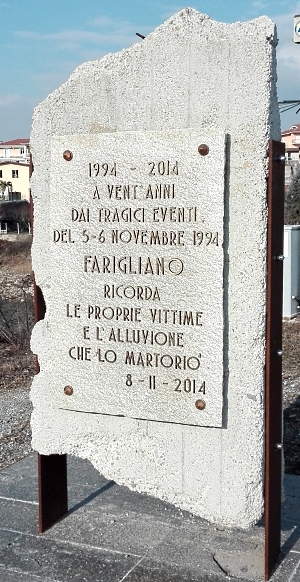 1994 - 2014
A VENT'ANNI
DAI TRAGICI EVENTI
DEL 5-6 NOVEMBRE 1994
FARIGLIANO
RICORDA
LE PROPRIE VITTIME
E L'ALLUVIONE
CHE LO MARTORIO'
8-11-2014